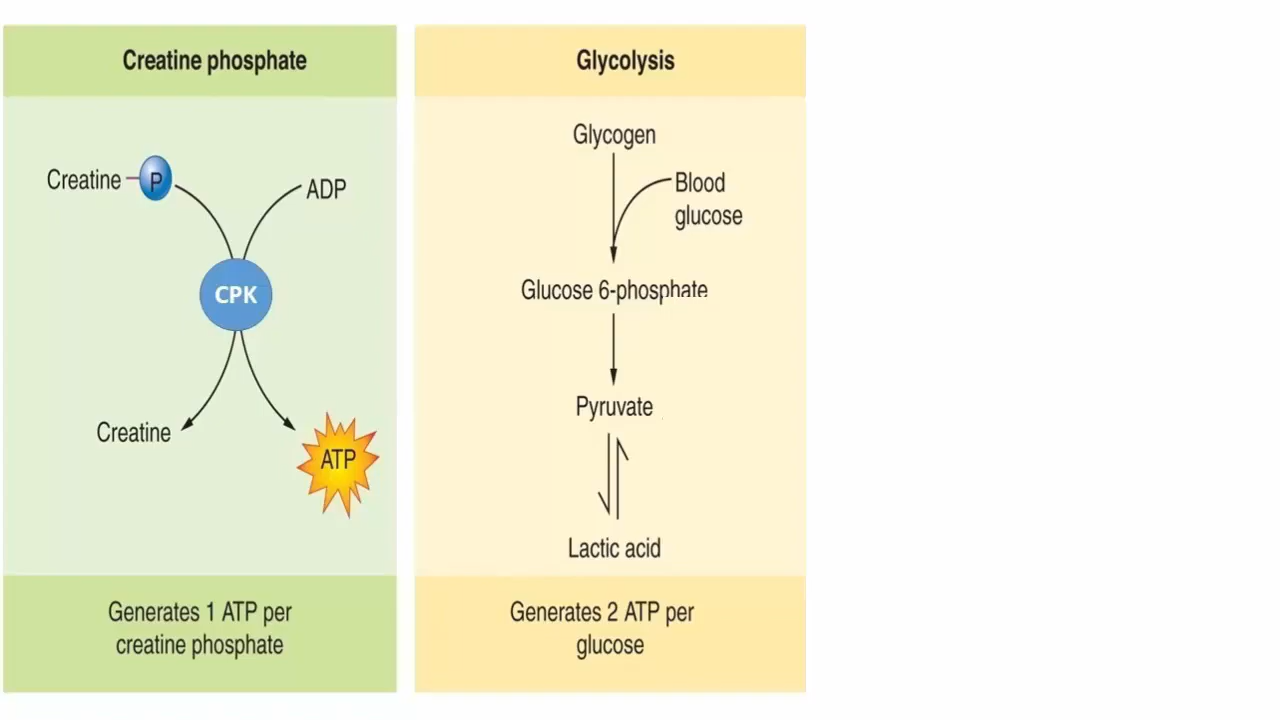 Creatine phosphate
Creatine
P
ADP
CPK
Creatine
ATP
Generates 1 ATP per
creatine phosphate
Glycolysis
Glycogen
Blood
glucose
Glucose 6-phosphate
Pyruvate
Lactic acid
Generates 2 ATP per
glucose